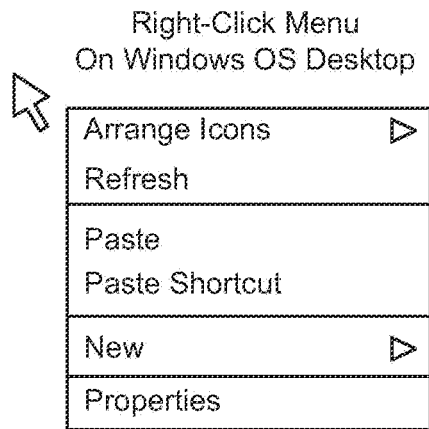 Right-Click Menu
On Windows OS Desktop
Arrange Icons
Refresh
Paste
Paste Shortcut
New
Properties